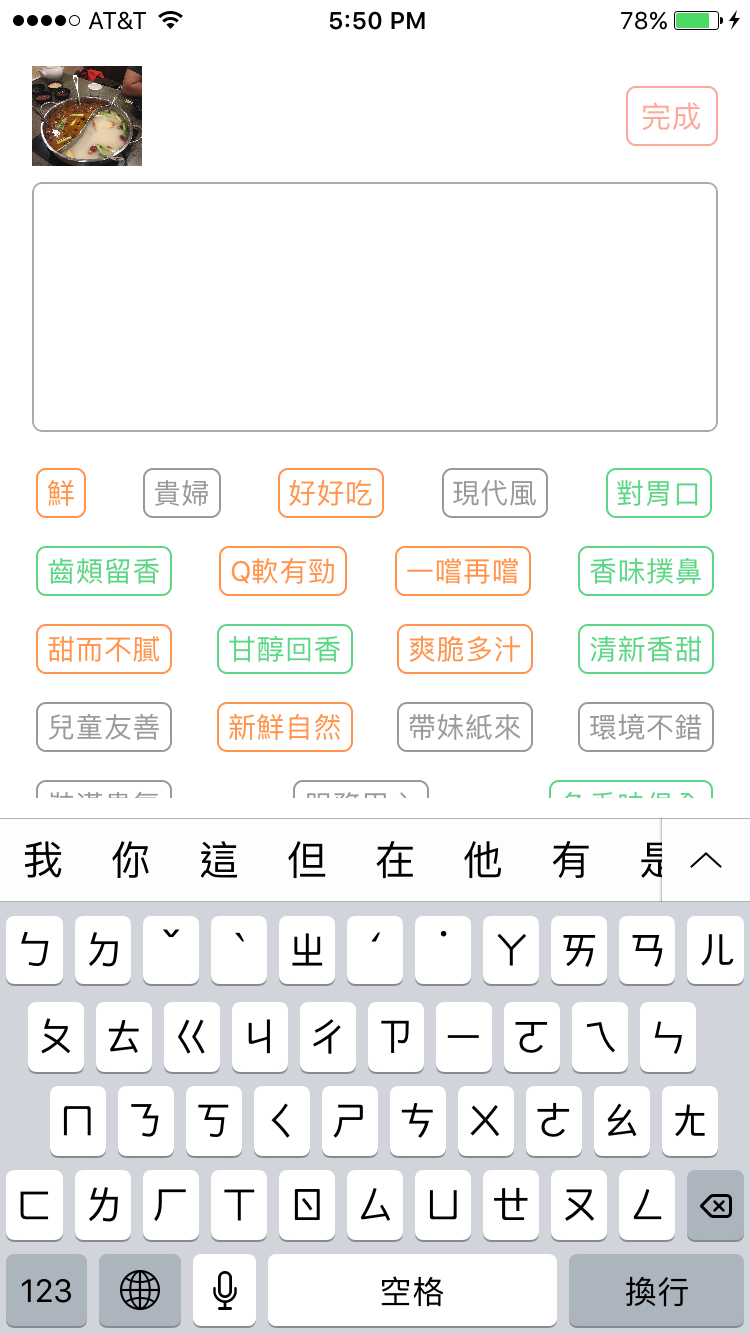 AT&T 5:50 PM 78%
完成
鮮 貴婦 好好吃 現代風 對胃口
齒頰留香 Q軟有勁 一嚐再嚐 香味撲鼻
甜而不膩 甘醇回香 爽脆多汁 清新香甜
兒童友善 新鮮自然 帶妹紙來 環境不錯
我 你 這 但 在 他 有 是
ㄅ ㄉ ˇ ˋ ㄓ ˊ ˙ ㄚ ㄞ ㄢ ㄦ
ㄆ ㄊ ㄍ ㄐ ㄔ ㄗ ㄧ ㄛ ㄟ ㄣ
ㄇ ㄋ ㄎ ㄑ ㄕ ㄘ ㄨ ㄜ ㄠ ㄤ
ㄈ ㄌ ㄏ ㄒ ㄖ ㄙ ㄩ ㄝ ㄡ ㄥ
123 空格 換行